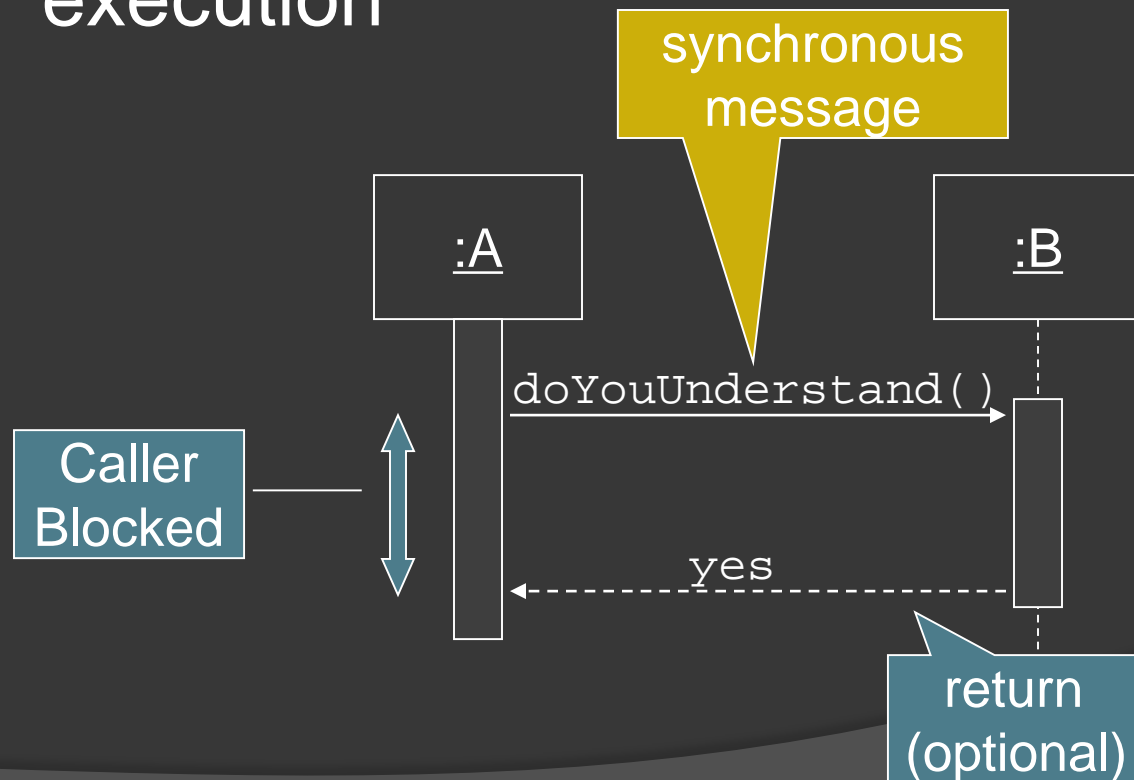 execution
synchronous
message
:A
:B
doYouUnderstand()
Caller
Blocked
yes
return
(optional)